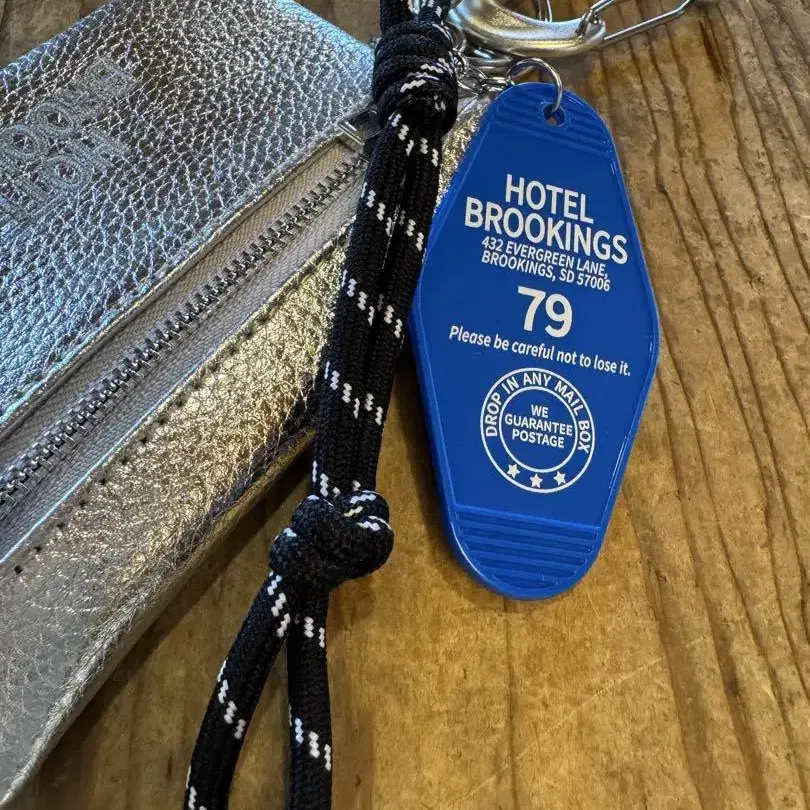 HOTEL
BROOKINGS
432 EVERGREEN LANE,
BROOKINGS, SD 57006
79
Please be careful not to lose it.
DROP IN ANY MAIL BOX
WE
GUARANTEE
POSTAGE